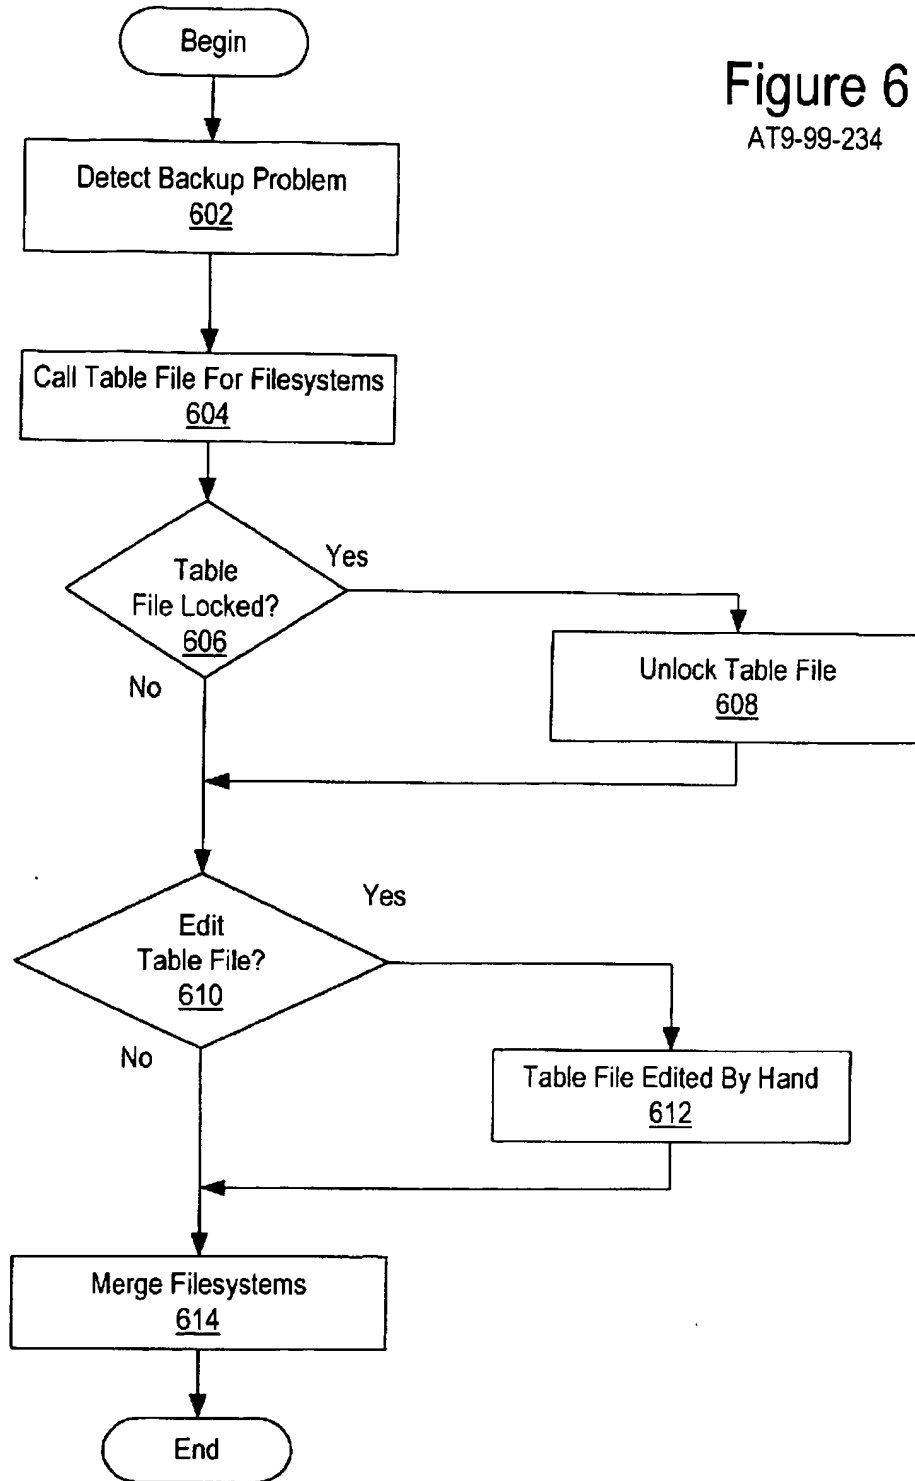 Begin
Figure 6
AT9-99-234
Detect Backup Problem
602
Call Table File For Filesystems
604
Table
File Locked?
606
Yes
No
Unlock Table File
608
Edit
Table File?
610
Yes
No
Table File Edited By Hand
612
Merge Filesystems
614
End